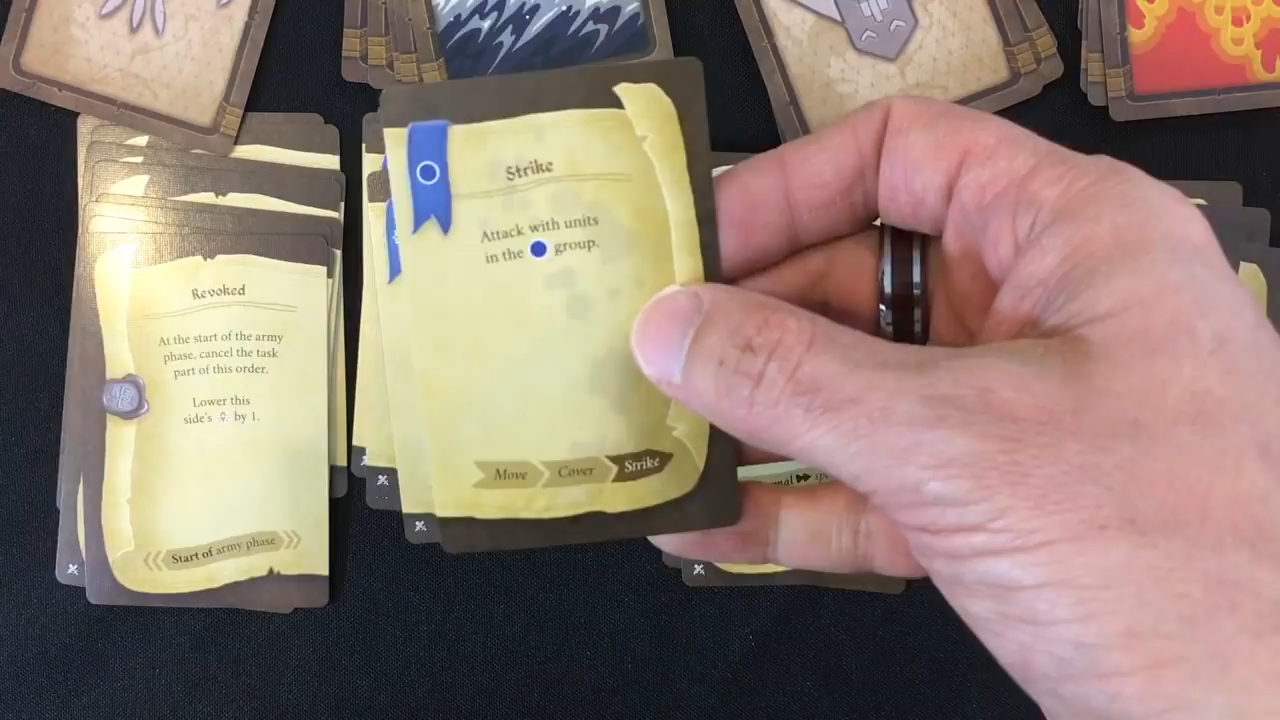 Strike
Attack with units
in the group.
Move Cover Strike
Revoked
At the start of the army
phase, cancel the task
part of this order.
Lower this
side's by 1.
Start of army phase